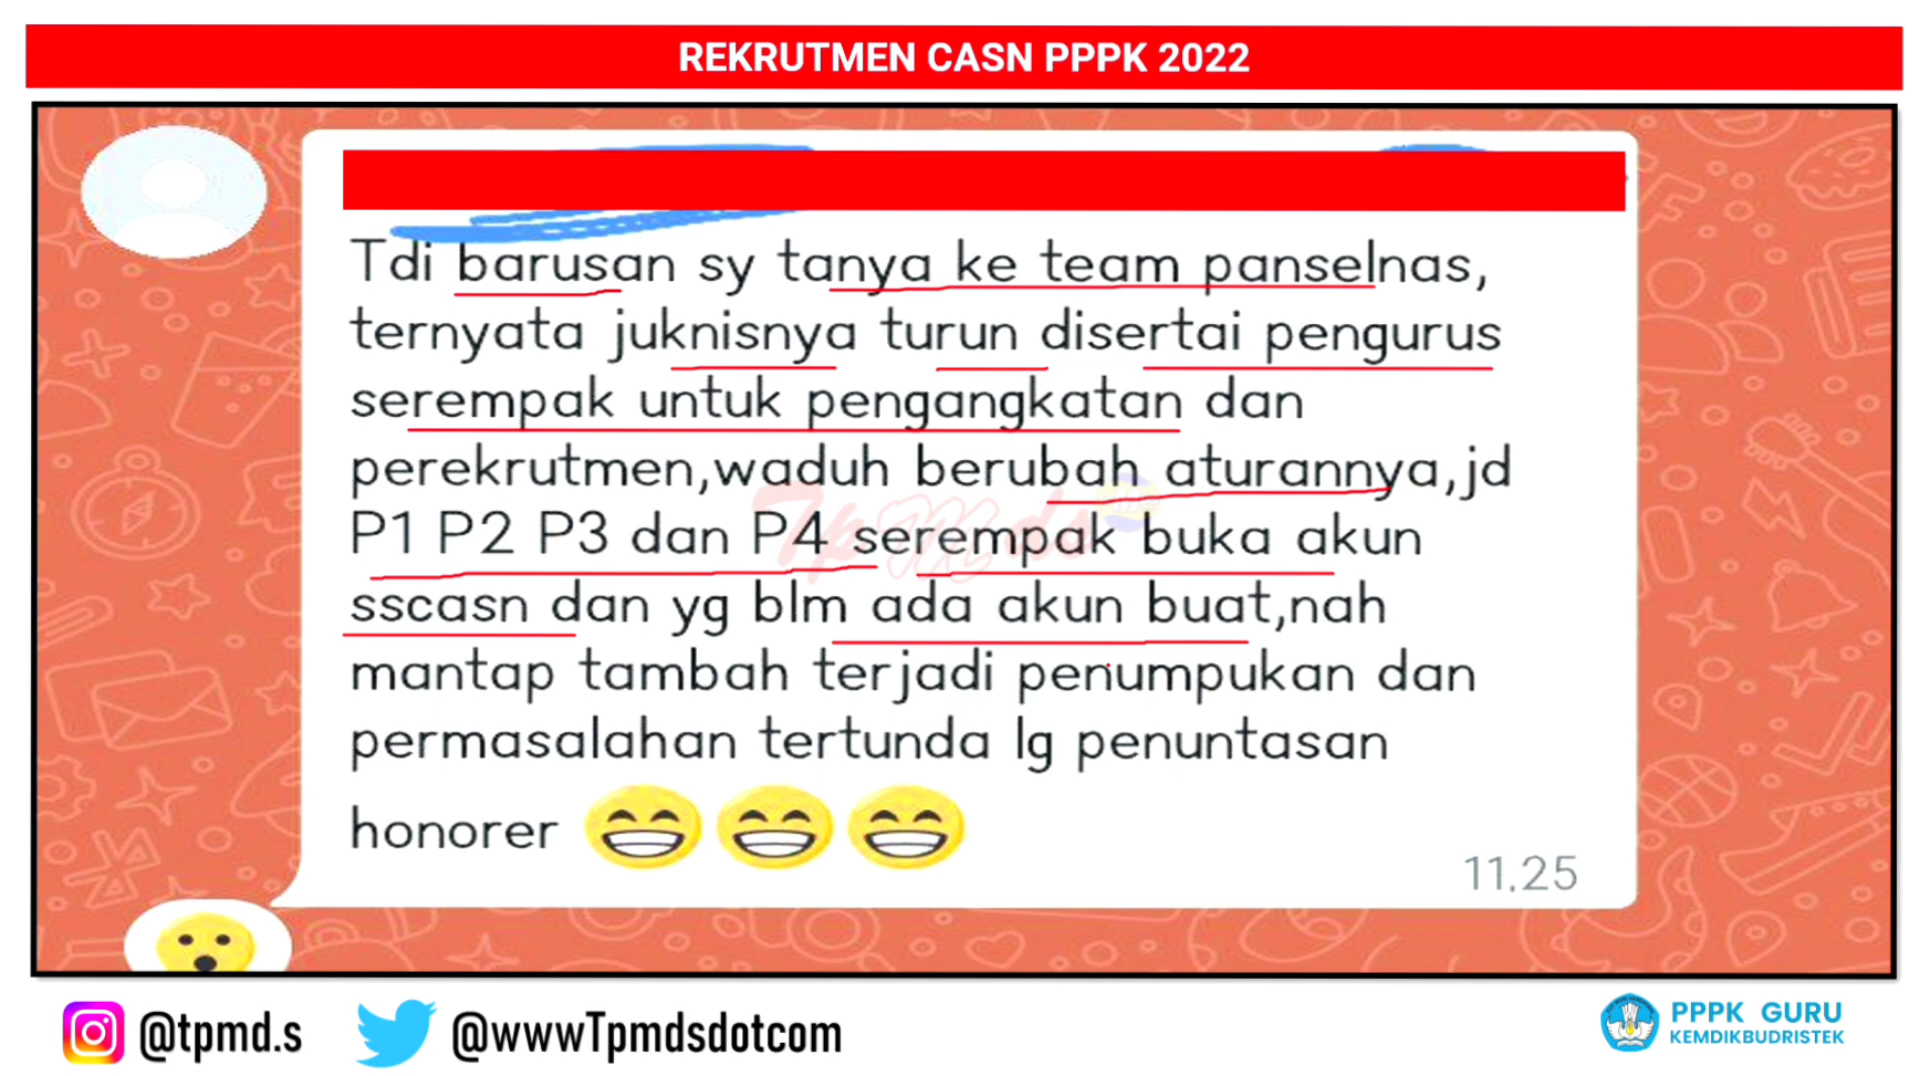 REKRUTMEN CASN PPPK 2022
Tdi barusan sy tanya ke team panselnas,
ternyata juknisnya turun disertai pengurus
serempak untuk pengangkatan dan
perekrutmen,waduh berubah aturannya,jd
P1 P2 P3 dan P4 serempak buka akun
sscasn dan yg blm ada akun buat,nah
mantap tambah terjadi penumpukan dan
permasalahan tertunda lg penuntasan
honorer
11.25
TpMds
@tpmd.s
@wwwTpmdsdotcom
PPPK GURU
KEMDIKBUDRISTEK